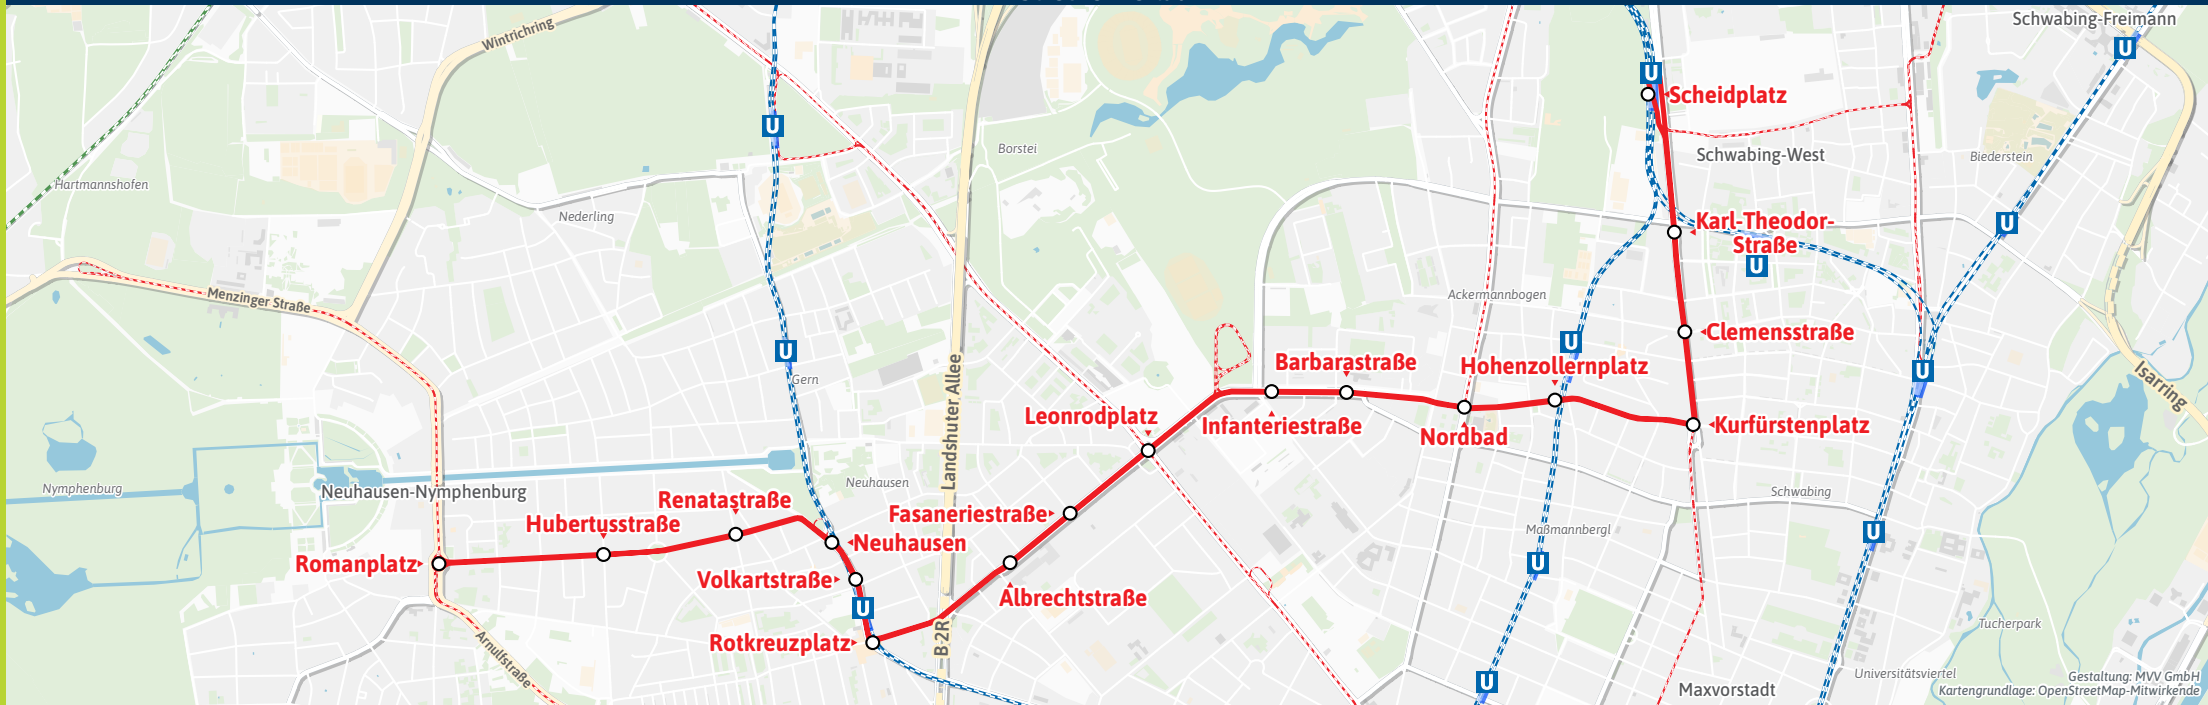 Schwabing-Freimann
Wintrichring
U
U
Scheidplatz
U
Borstei
Schwabing-West
Biederstein
Hartmannshofen
Nederling
Karl-Theodor-
Straße
U
U
Menzinger Straße
Ackermannbogen
Clemensstraße
U
U
Gern
Landshuter Allee
Barbarastraße
Hohenzollernplatz
U
Isarring
Leonrodplatz
Infanteriestraße
Nordbad
Kurfürstenplatz
Nymphenburg
Neuhausen-Nymphenburg
Neuhausen
Schwabing
Renatastraße
Hubertusstraße
Fasaneriestraße
Maßmannbergl
U
Neuhausen
Romanplatz
Volkartstraße
U
Albrechtstraße
U
Tucherpark
Rotkreuzplatz
B 2R
Arnulfstraße
U
Universitätsviertel
Maxvorstadt
Gestaltung: MVV GmbH
Kartengrundlage: OpenStreetMap-Mitwirkende